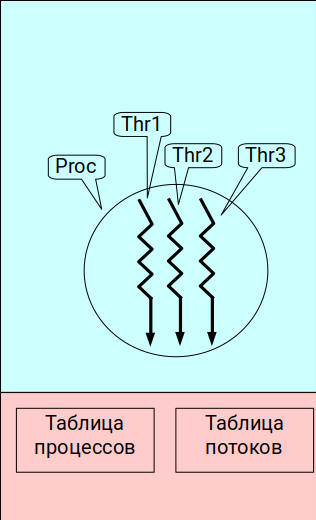 Thr1
Thr2
Thr3
Proc
Таблица
процессов
Таблица
потоков